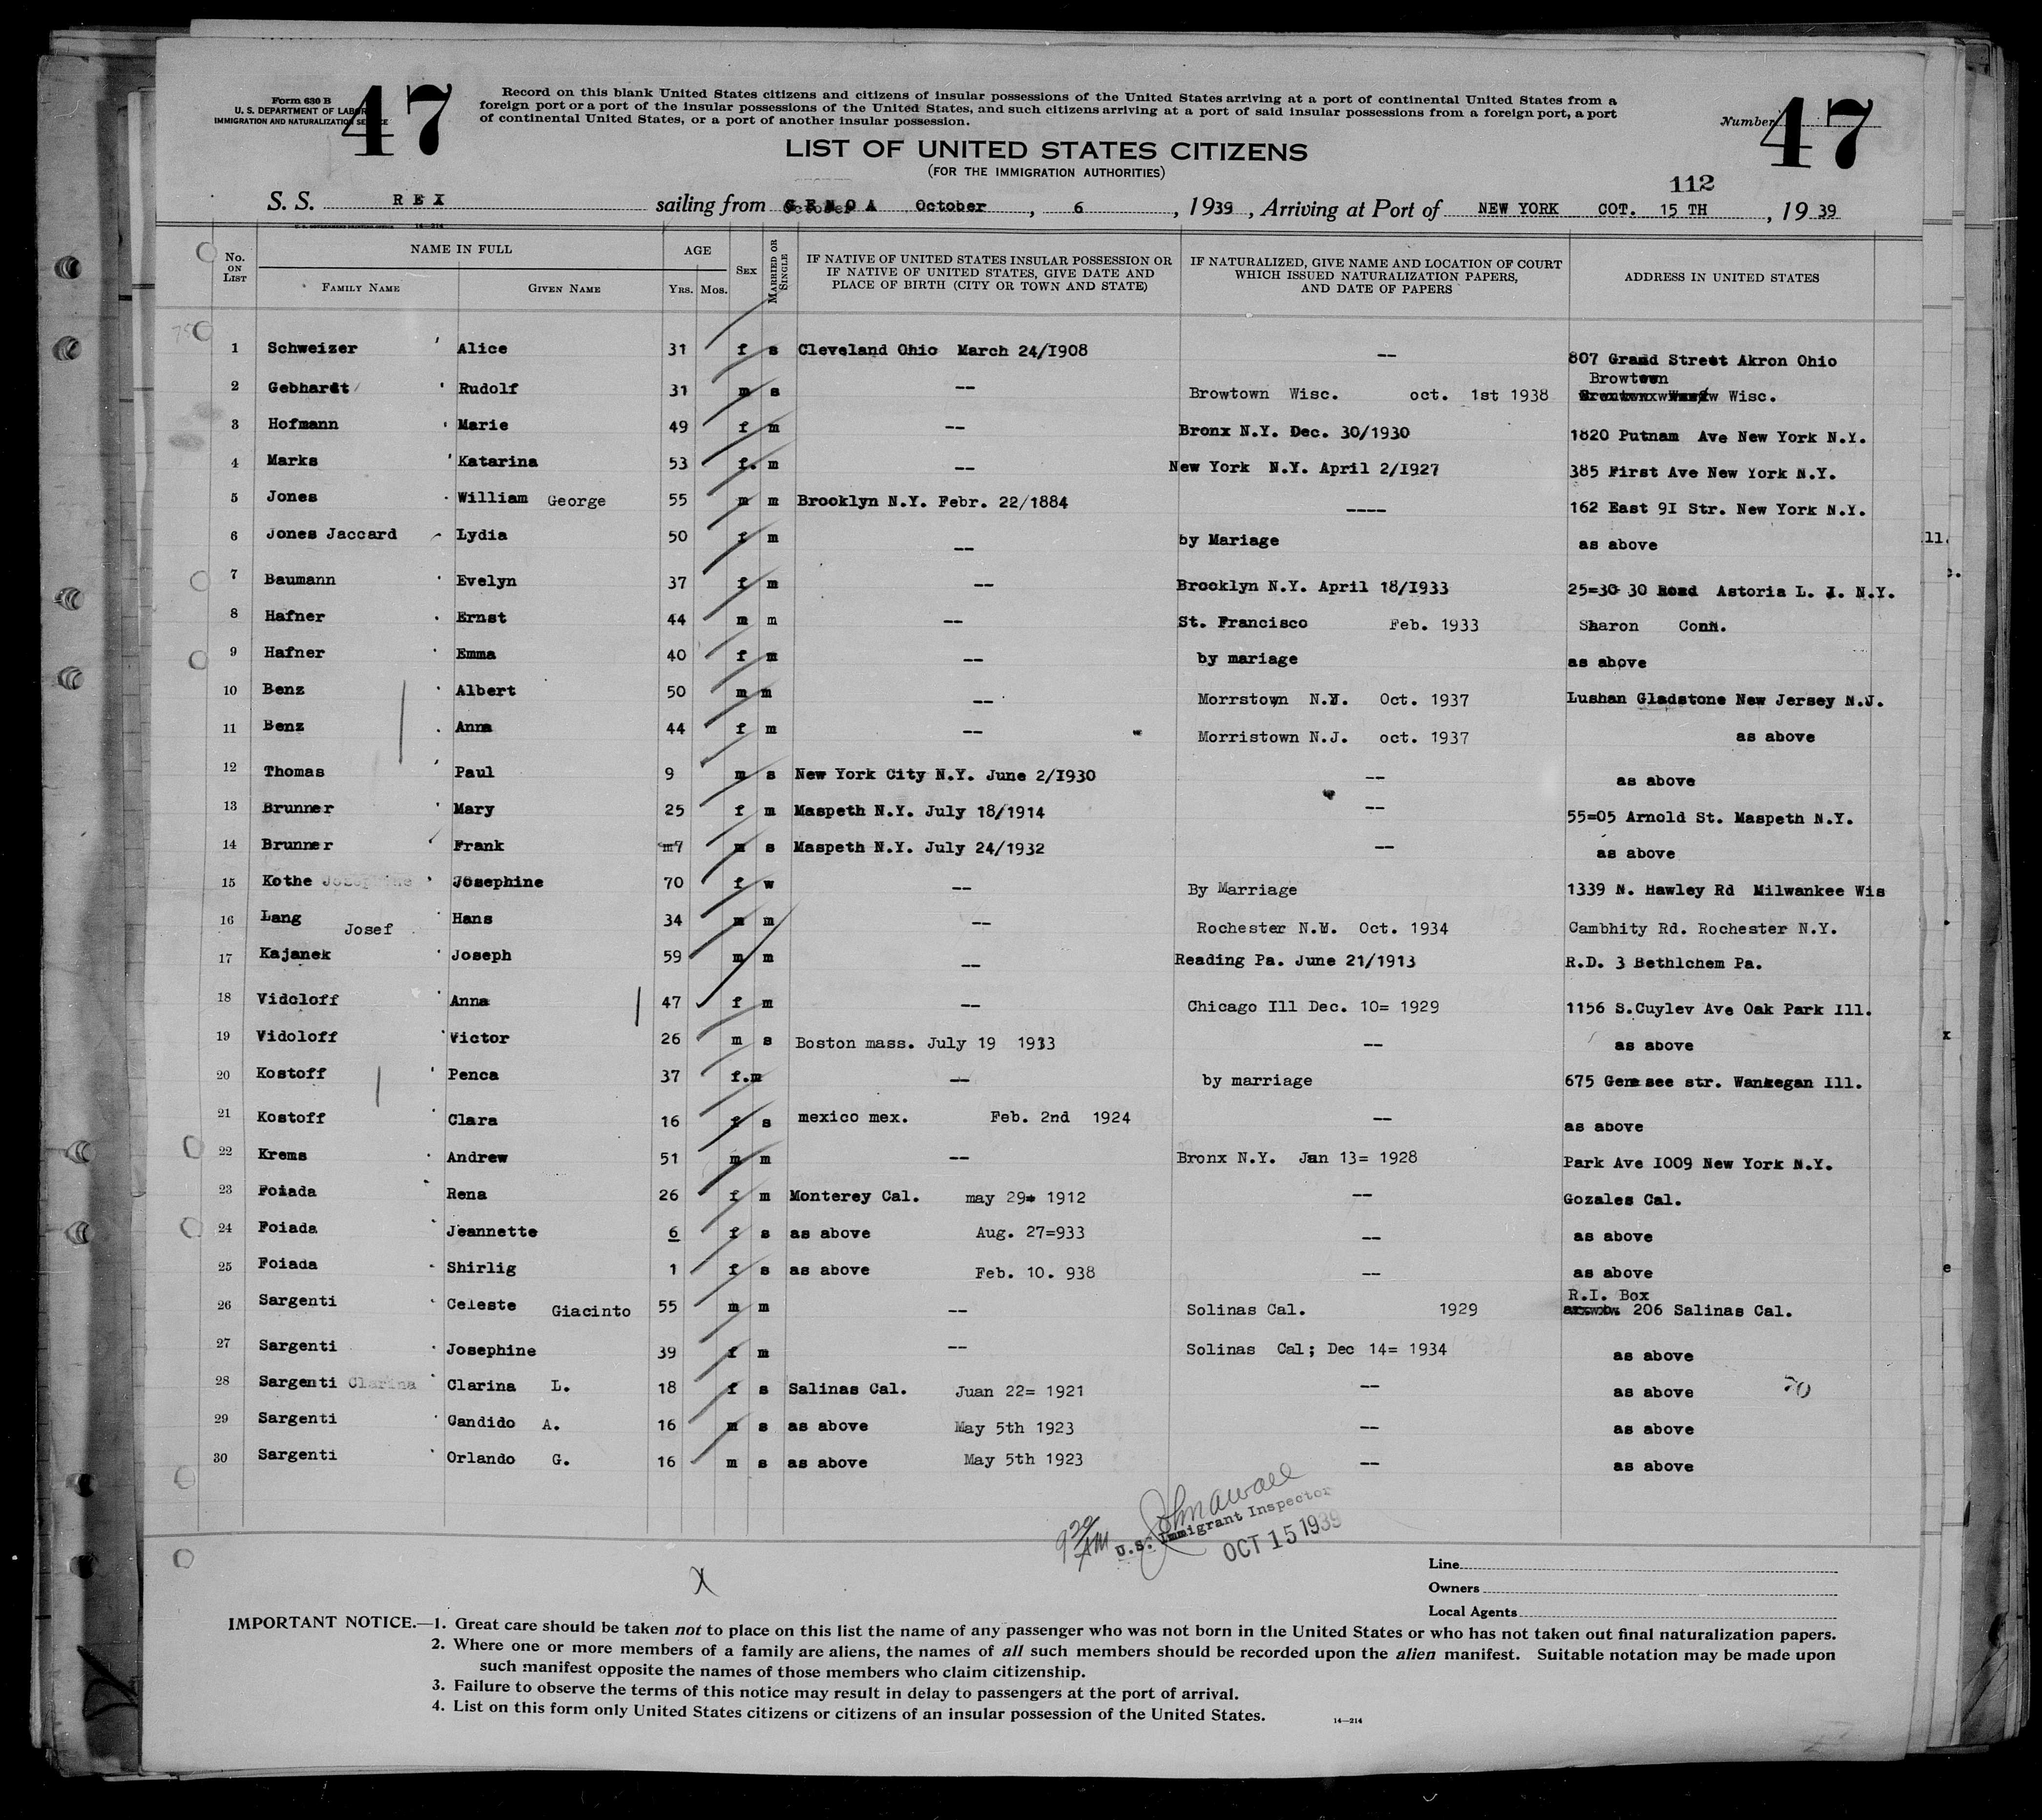 Form 630 B
U. S. DEPARTMENT OF LABOR
IMMIGRATION AND NATURALIZATION SERVICE
47
Record on this blank United States citizens and citizens of insular possessions of the United States arriving at a port of continental United States from a
foreign port or a port of the insular possessions of the United States, and such citizens arriving at a port of said insular possessions from a foreign port, a port
of continental United States, or a port of another insular possession.
Number
47
LIST OF UNITED STATES CITIZENS
(FOR THE IMMIGRATION AUTHORITIES)
112
S. S. REX sailing from GENOA October, 6, 1939, Arriving at Port of NEW YORK COT. 15 TH, 1939
U. S. GOVERNMENT PRINTING OFFICE 14—214
No. ON LIST
NAME IN FULL
FAMILY NAME GIVEN NAME
AGE
YRS. MOS.
SEX
MARRIED OR SINGLE
IF NATIVE OF UNITED STATES INSULAR POSSESSION OR
IF NATIVE OF UNITED STATES, GIVE DATE AND
PLACE OF BIRTH (CITY OR TOWN AND STATE)
IF NATURALIZED, GIVE NAME AND LOCATION OF COURT
WHICH ISSUED NATURALIZATION PAPERS,
AND DATE OF PAPERS
ADDRESS IN UNITED STATES
1 Schweizer Alice 31 f s Cleveland Ohio March 24/1908 -- 807 Grand Street Akron Ohio
2 Gebhardt Rudolf 31 m s -- Browtown Wisc. oct. 1st 1938 Browtown Wisc.
3 Hofmann Marie 49 f m -- Bronx N.Y. Dec. 30/1930 1820 Putnam Ave New York N.Y.
4 Marks Katarina 53 f. m -- New York N.Y. April 2/1927 385 First Ave New York N.Y.
5 Jones William George 55 m m Brooklyn N.Y. Febr. 22/1884 ---- 162 East 91 Str. New York N.Y.
6 Jones Jaccard Lydia 50 f m -- by Mariage as above
7 Baumann Evelyn 37 f m -- Brooklyn N.Y. April 18/1933 25=30 30 Road Astoria L. I. N.Y.
8 Hafner Ernst 44 m m -- St. Francisco Feb. 1933 Sharon Conn.
9 Hafner Emma 40 f m -- by mariage as above
10 Benz Albert 50 m m -- Morrstown N.J. Oct. 1937 Lushan Gladstone New Jersey N.J.
11 Benz Anna 44 f m -- Morristown N.J. oct. 1937 as above
12 Thomas Paul 9 m s New York City N.Y. June 2/1930 -- as above
13 Brunner Mary 25 f m Maspeth N.Y. July 18/1914 -- 55=05 Arnold St. Maspeth N.Y.
14 Brunner Frank 7 m s Maspeth N.Y. July 24/1932 -- as above
15 Kothe Josephine Josephine 70 f w -- By Marriage 1339 N. Hawley Rd Milwankee Wis
16 Lang Josef Hans 34 m m -- Rochester N.Y. Oct. 1934 Cambhity Rd. Rochester N.Y.
17 Kajanek Joseph 59 m m -- Reading Pa. June 21/1913 R.D. 3 Bethlchem Pa.
18 Vidoloff Anna 47 f m -- Chicago Ill Dec. 10= 1929 1156 S.Cuylev Ave Oak Park Ill.
19 Vidoloff Victor 26 m s Boston mass. July 19 1913 -- as above
20 Kostoff Penca 37 f.m -- by marriage 675 Genesee str. Wankegan Ill.
21 Kostoff Clara 16 f s mexico mex. Feb. 2nd 1924 -- as above
22 Krems Andrew 51 m m -- Bronx N.Y. Jan 13= 1928 Park Ave 1009 New York N.Y.
23 Foiada Rena 26 f m Monterey Cal. may 29 1912 -- Gozales Cal.
24 Foiada Jeannette 6 f s as above Aug. 27=933 -- as above
25 Foiada Shirlig 1 f s as above Feb. 10. 938 -- as above
26 Sargenti Celeste Giacinto 55 m m -- Solinas Cal. 1929 R.I. Box 206 Salinas Cal.
27 Sargenti Josephine 39 f m -- Solinas Cal; Dec 14= 1934 as above
28 Sargenti Clarina Clarina L. 18 f s Salinas Cal. Juan 22= 1921 -- as above 70
29 Sargenti Candido A. 16 m s as above May 5th 1923 -- as above
30 Sargenti Orlando G. 16 m s as above May 5th 1923 -- as above
9 20/AM
U.S. Immigrant Inspector
OCT 15 1939
Line
Owners
Local Agents
X
IMPORTANT NOTICE.—1. Great care should be taken not to place on this list the name of any passenger who was not born in the United States or who has not taken out final naturalization papers.
2. Where one or more members of a family are aliens, the names of all such members should be recorded upon the alien manifest. Suitable notation may be made upon
such manifest opposite the names of those members who claim citizenship.
3. Failure to observe the terms of this notice may result in delay to passengers at the port of arrival.
4. List on this form only United States citizens or citizens of an insular possession of the United States.
14—214